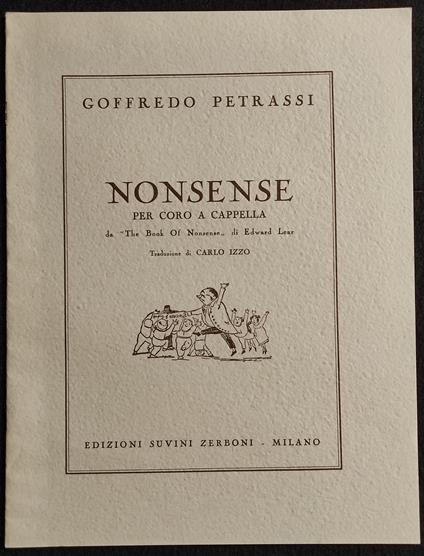 GOFFREDO PETRASSI
NONSENSE
PER CORO A CAPPELLA
da "The Book Of Nonsense„ di Edward Lear
Traduzione di CARLO IZZO
EDIZIONI SUVINI ZERBONI - MILANO